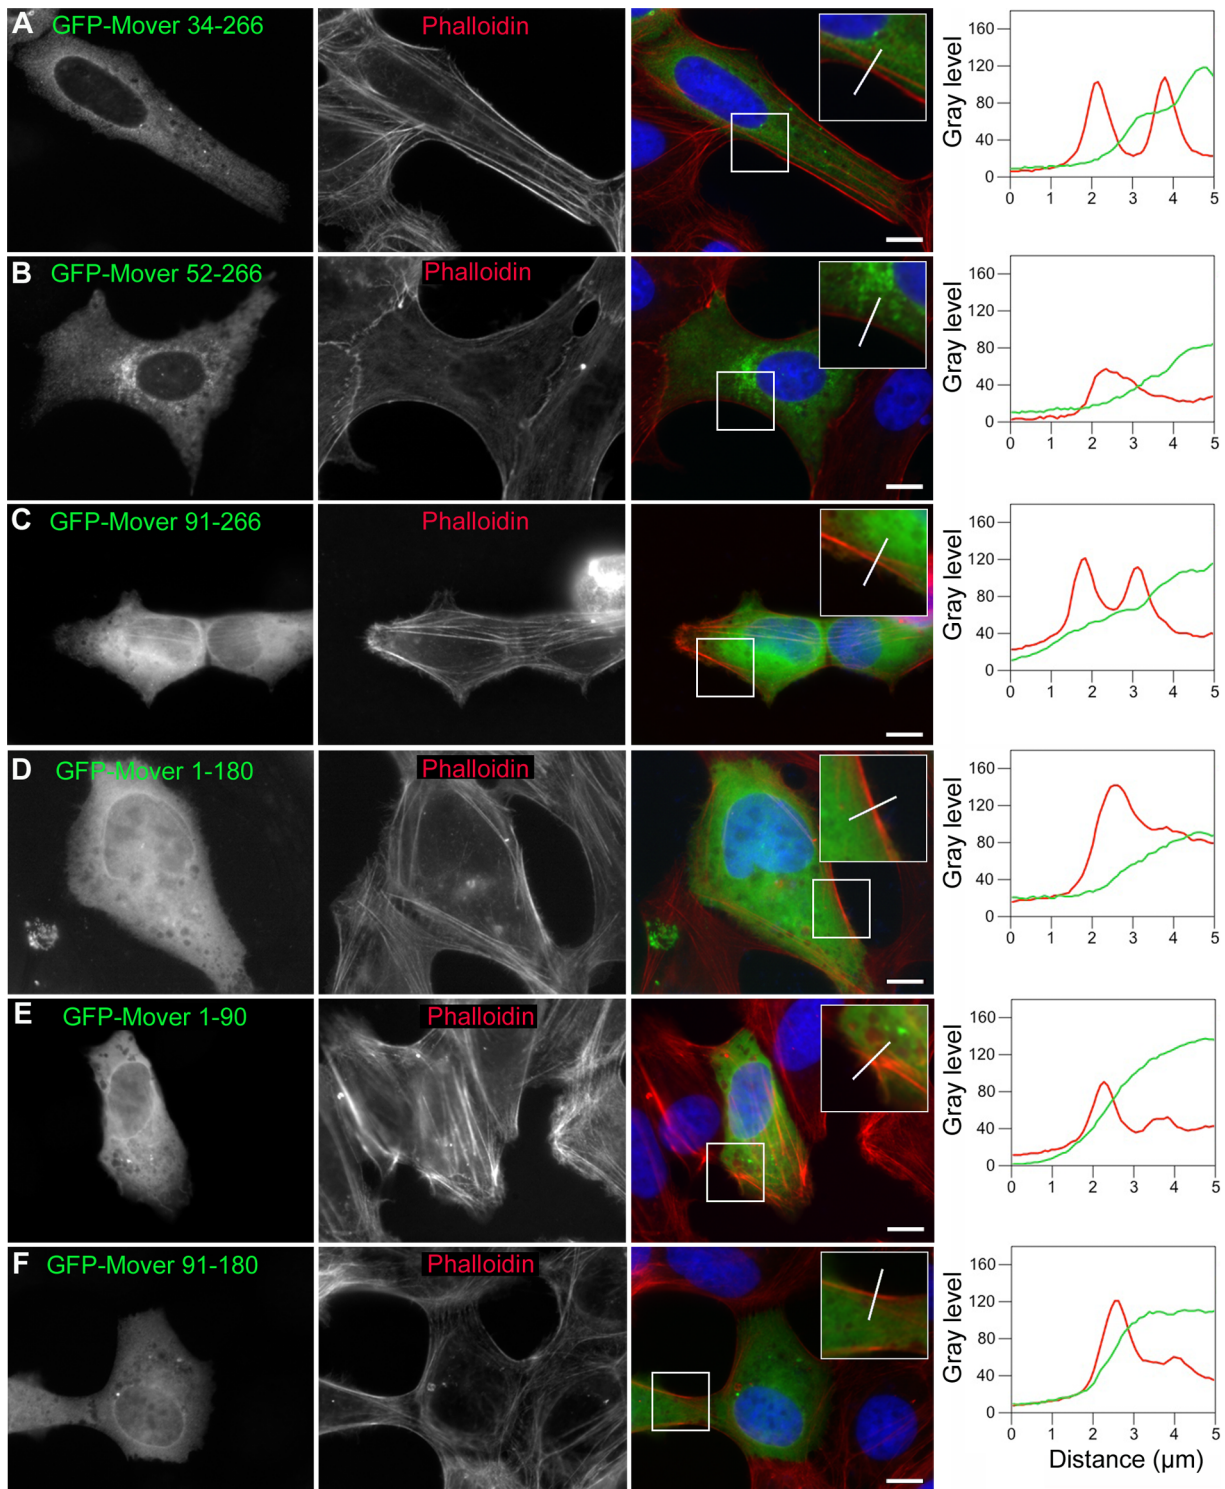 A GFP-Mover 34-266 Phalloidin
Gray level
160
120
80
40
0
0 1 2 3 4 5
B GFP-Mover 52-266 Phalloidin
Gray level
160
120
80
40
0
0 1 2 3 4 5
C GFP-Mover 91-266 Phalloidin
Gray level
160
120
80
40
0
0 1 2 3 4 5
D GFP-Mover 1-180 Phalloidin
Gray level
160
120
80
40
0
0 1 2 3 4 5
E GFP-Mover 1-90 Phalloidin
Gray level
160
120
80
40
0
0 1 2 3 4 5
F GFP-Mover 91-180 Phalloidin
Gray level
160
120
80
40
0
0 1 2 3 4 5
Distance (µm)